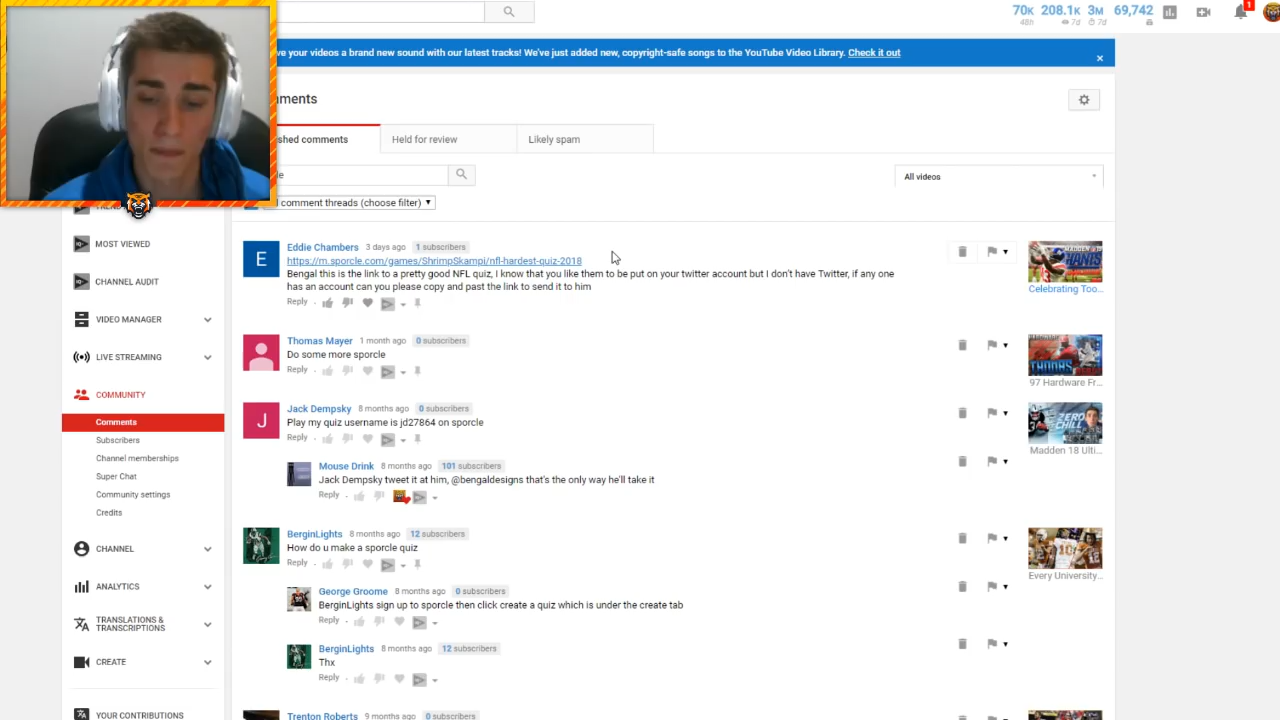 70K 208.1K 3M 69,742
48h 7d 7d
1
ve your videos a brand new sound with our latest tracks! We've just added new, copyright-safe songs to the YouTube Video Library. Check it out
×
mments
shed comments
Held for review
Likely spam
le
All videos
comment threads (choose filter)
MOST VIEWED
CHANNEL AUDIT
VIDEO MANAGER
LIVE STREAMING
COMMUNITY
Comments
Subscribers
Channel memberships
Super Chat
Community settings
Credits
CHANNEL
ANALYTICS
TRANSLATIONS &
TRANSCRIPTIONS
CREATE
YOUR CONTRIBUTIONS
E
Eddie Chambers 3 days ago 1 subscribers
https://m.sporcle.com/games/ShrimpSkampi/nfl-hardest-quiz-2018
Bengal this is the link to a pretty good NFL quiz, I know that you like them to be put on your twitter account but I don't have Twitter, if any one
has an account can you please copy and past the link to send it to him
Reply
Celebrating Too...
Thomas Mayer 1 month ago 0 subscribers
Do some more sporcle
Reply
97 Hardware Fr...
J
Jack Dempsky 8 months ago 0 subscribers
Play my quiz username is jd27864 on sporcle
Reply
ZERO
CHILL
Madden 18 Ulti...
Mouse Drink 8 months ago 101 subscribers
Jack Dempsky tweet it at him, @bengaldesigns that's the only way he'll take it
Reply
BerginLights 8 months ago 12 subscribers
How do u make a sporcle quiz
Reply
Every University...
George Groome 8 months ago 0 subscribers
BerginLights sign up to sporcle then click create a quiz which is under the create tab
Reply
BerginLights 8 months ago 12 subscribers
Thx
Reply
Trenton Roberts 9 months ago 0 subscribers